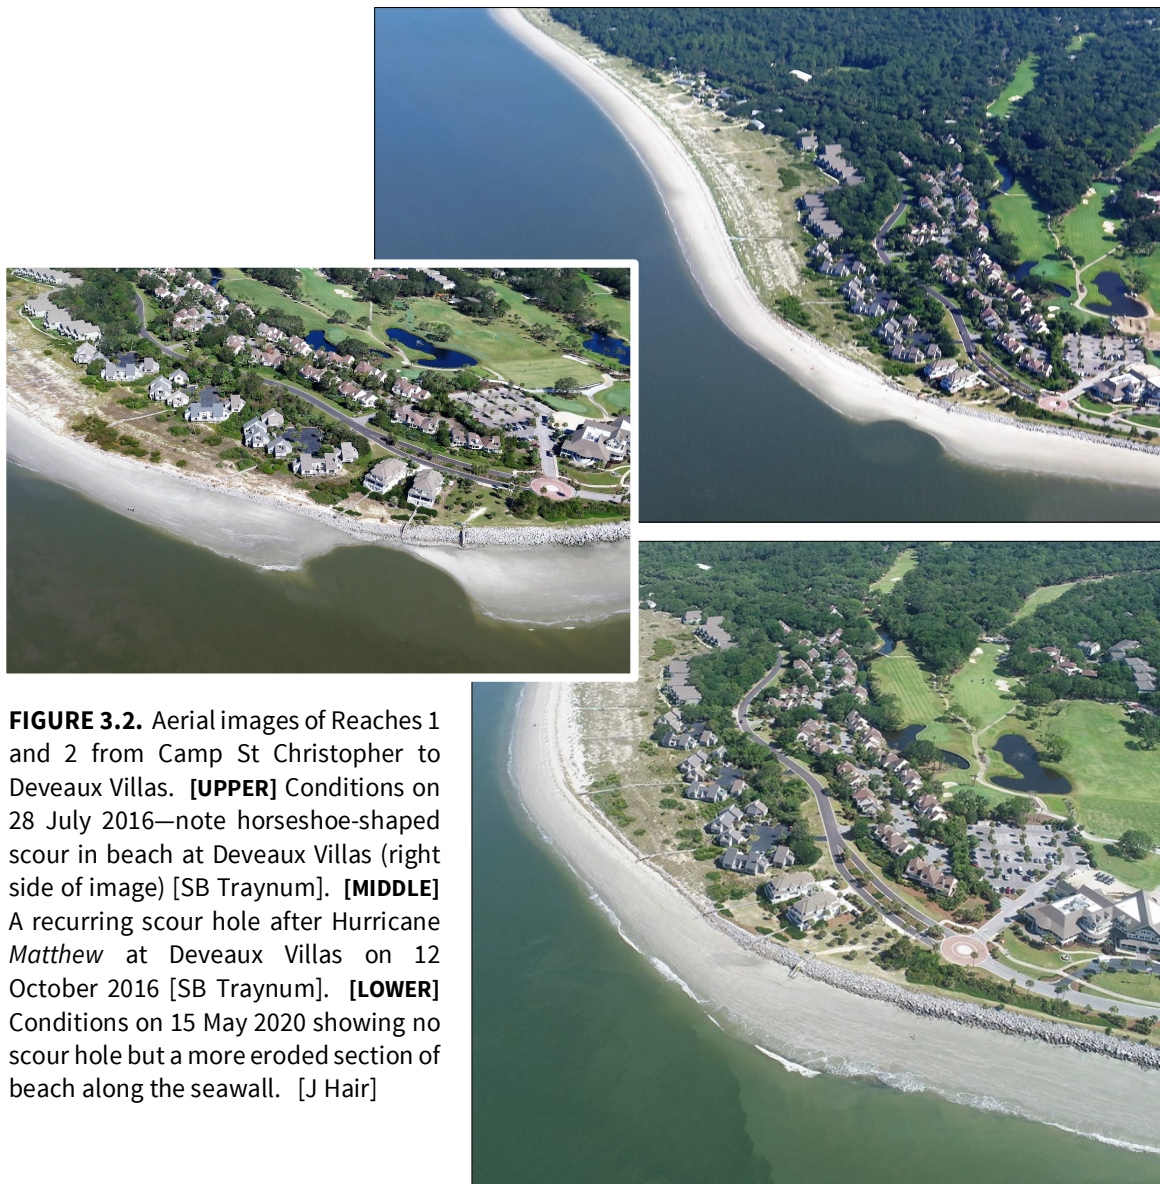 FIGURE 3.2. Aerial images of Reaches 1
and 2 from Camp St Christopher to
Deveaux Villas. [UPPER] Conditions on
28 July 2016—note horseshoe-shaped
scour in beach at Deveaux Villas (right
side of image) [SB Traynum]. [MIDDLE]
A recurring scour hole after Hurricane
Matthew at Deveaux Villas on 12
October 2016 [SB Traynum]. [LOWER]
Conditions on 15 May 2020 showing no
scour hole but a more eroded section of
beach along the seawall. [J Hair]